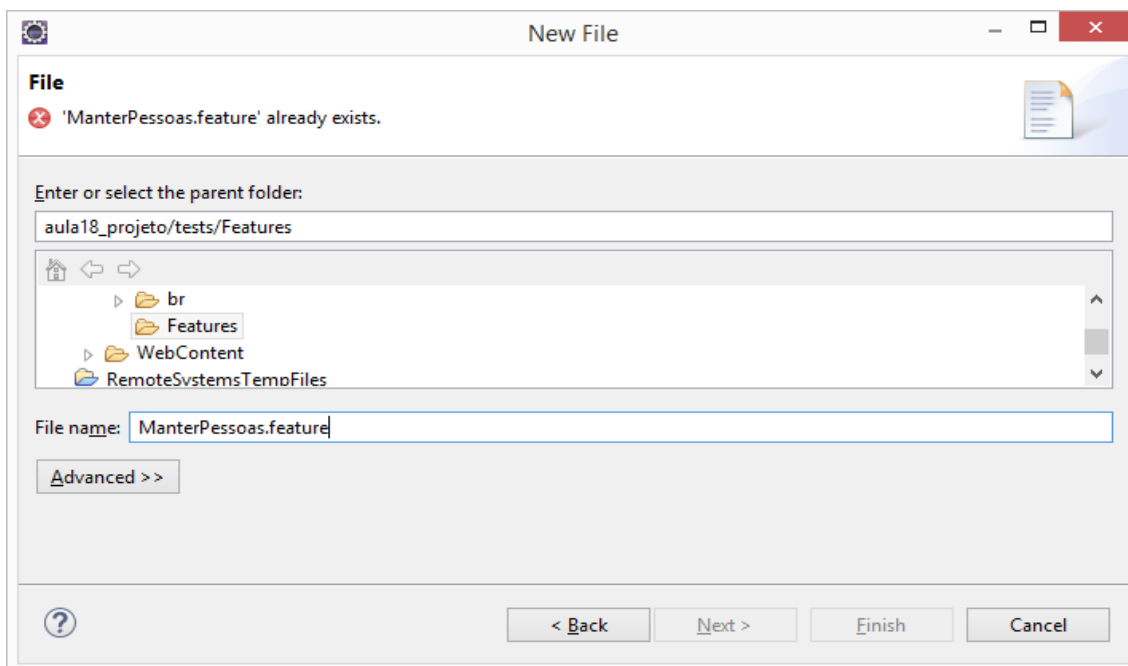 New File
File
'ManterPessoas.feature' already exists.
Enter or select the parent folder:
aula18_projeto/tests/Features
br
Features
WebContent
RemoteSystemsTempFiles
File name: ManterPessoas.feature
Advanced >>
< Back Next > Finish Cancel